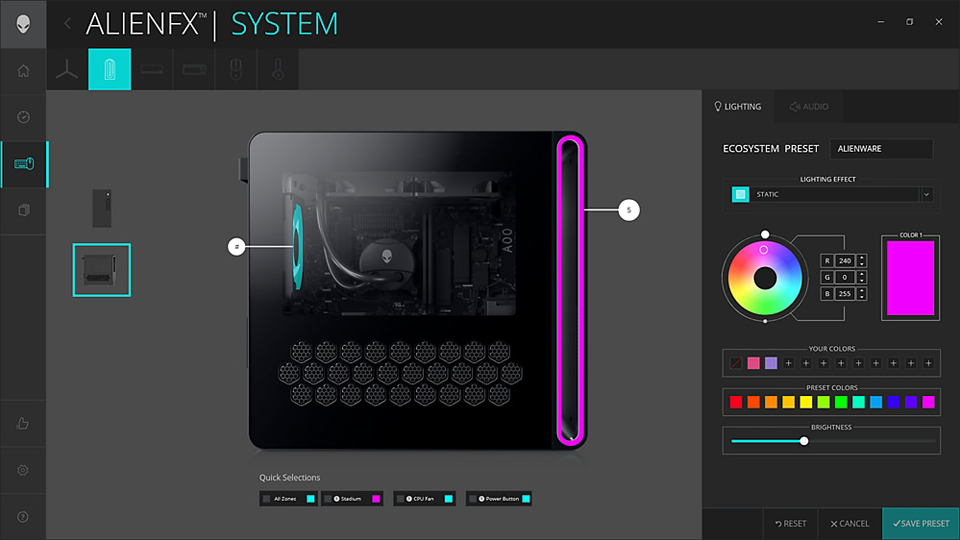 ALIENFX™ | SYSTEM
LIGHTING
AUDIO
ECOSYSTEM PRESET
ALIENWARE
LIGHTING EFFECT
STATIC
COLOR 1
R 240
G 0
B 255
YOUR COLORS
PRESET COLORS
BRIGHTNESS
#
5
A00
Quick Selections
All Zones
Stadium
CPU Fan
Power Button
RESET
CANCEL
SAVE PRESET